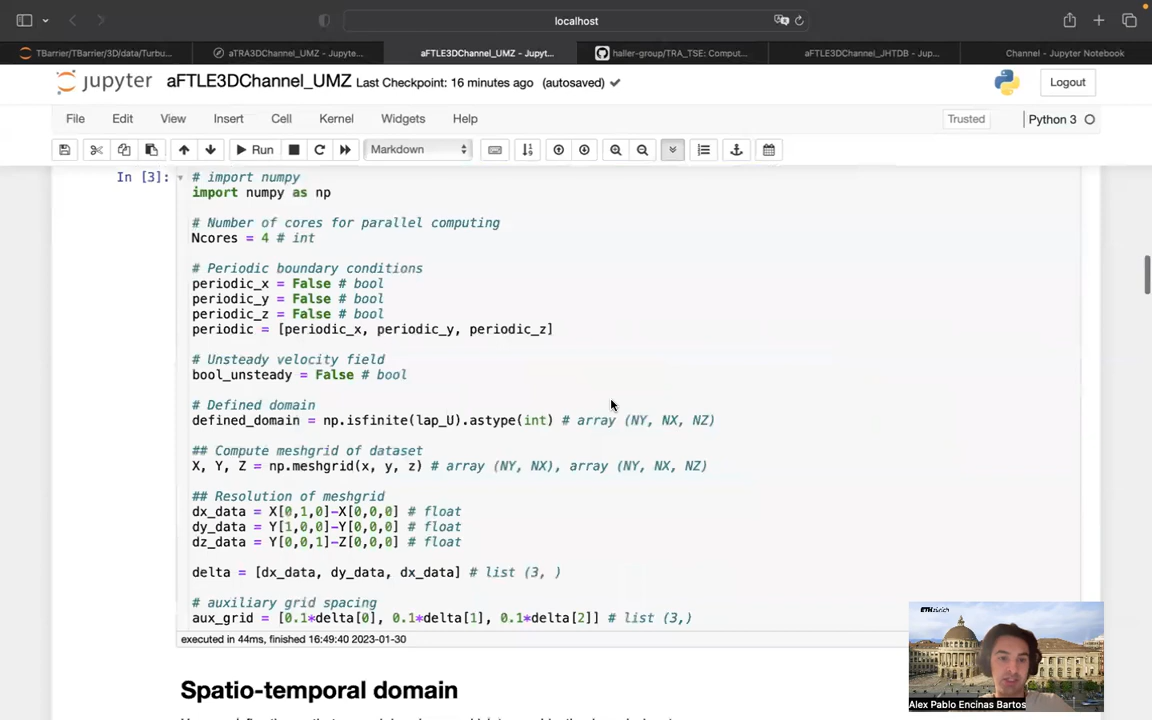 localhost
TBarrier/TBarrier/3D/data/Turbu...
aTRA3DChannel_UMZ - Jupyte...
aFTLE3DChannel_UMZ - Jupyt...
haller-group/TRA_TSE: Comput...
aFTLE3DChannel_JHTDB - Jup...
Channel - Jupyter Notebook
jupyter aFTLE3DChannel_UMZ Last Checkpoint: 16 minutes ago (autosaved)
Logout
File Edit View Insert Cell Kernel Widgets Help
Trusted
Python 3
Run
Markdown
In [3]: # import numpy
import numpy as np
# Number of cores for parallel computing
Ncores = 4 # int
# Periodic boundary conditions
periodic_x = False # bool
periodic_y = False # bool
periodic_z = False # bool
periodic = [periodic_x, periodic_y, periodic_z]
# Unsteady velocity field
bool_unsteady = False # bool
# Defined domain
defined_domain = np.isfinite(lap_U).astype(int) # array (NY, NX, NZ)
## Compute meshgrid of dataset
X, Y, Z = np.meshgrid(x, y, z) # array (NY, NX), array (NY, NX, NZ)
## Resolution of meshgrid
dx_data = X[0,1,0]-X[0,0,0] # float
dy_data = Y[1,0,0]-Y[0,0,0] # float
dz_data = Y[0,0,1]-Z[0,0,0] # float
delta = [dx_data, dy_data, dx_data] # list (3, )
# auxiliary grid spacing
aux_grid = [0.1*delta[0], 0.1*delta[1], 0.1*delta[2]] # list (3,)
executed in 44ms, finished 16:49:40 2023-01-30
Spatio-temporal domain
Alex Pablo Encinas Bartos